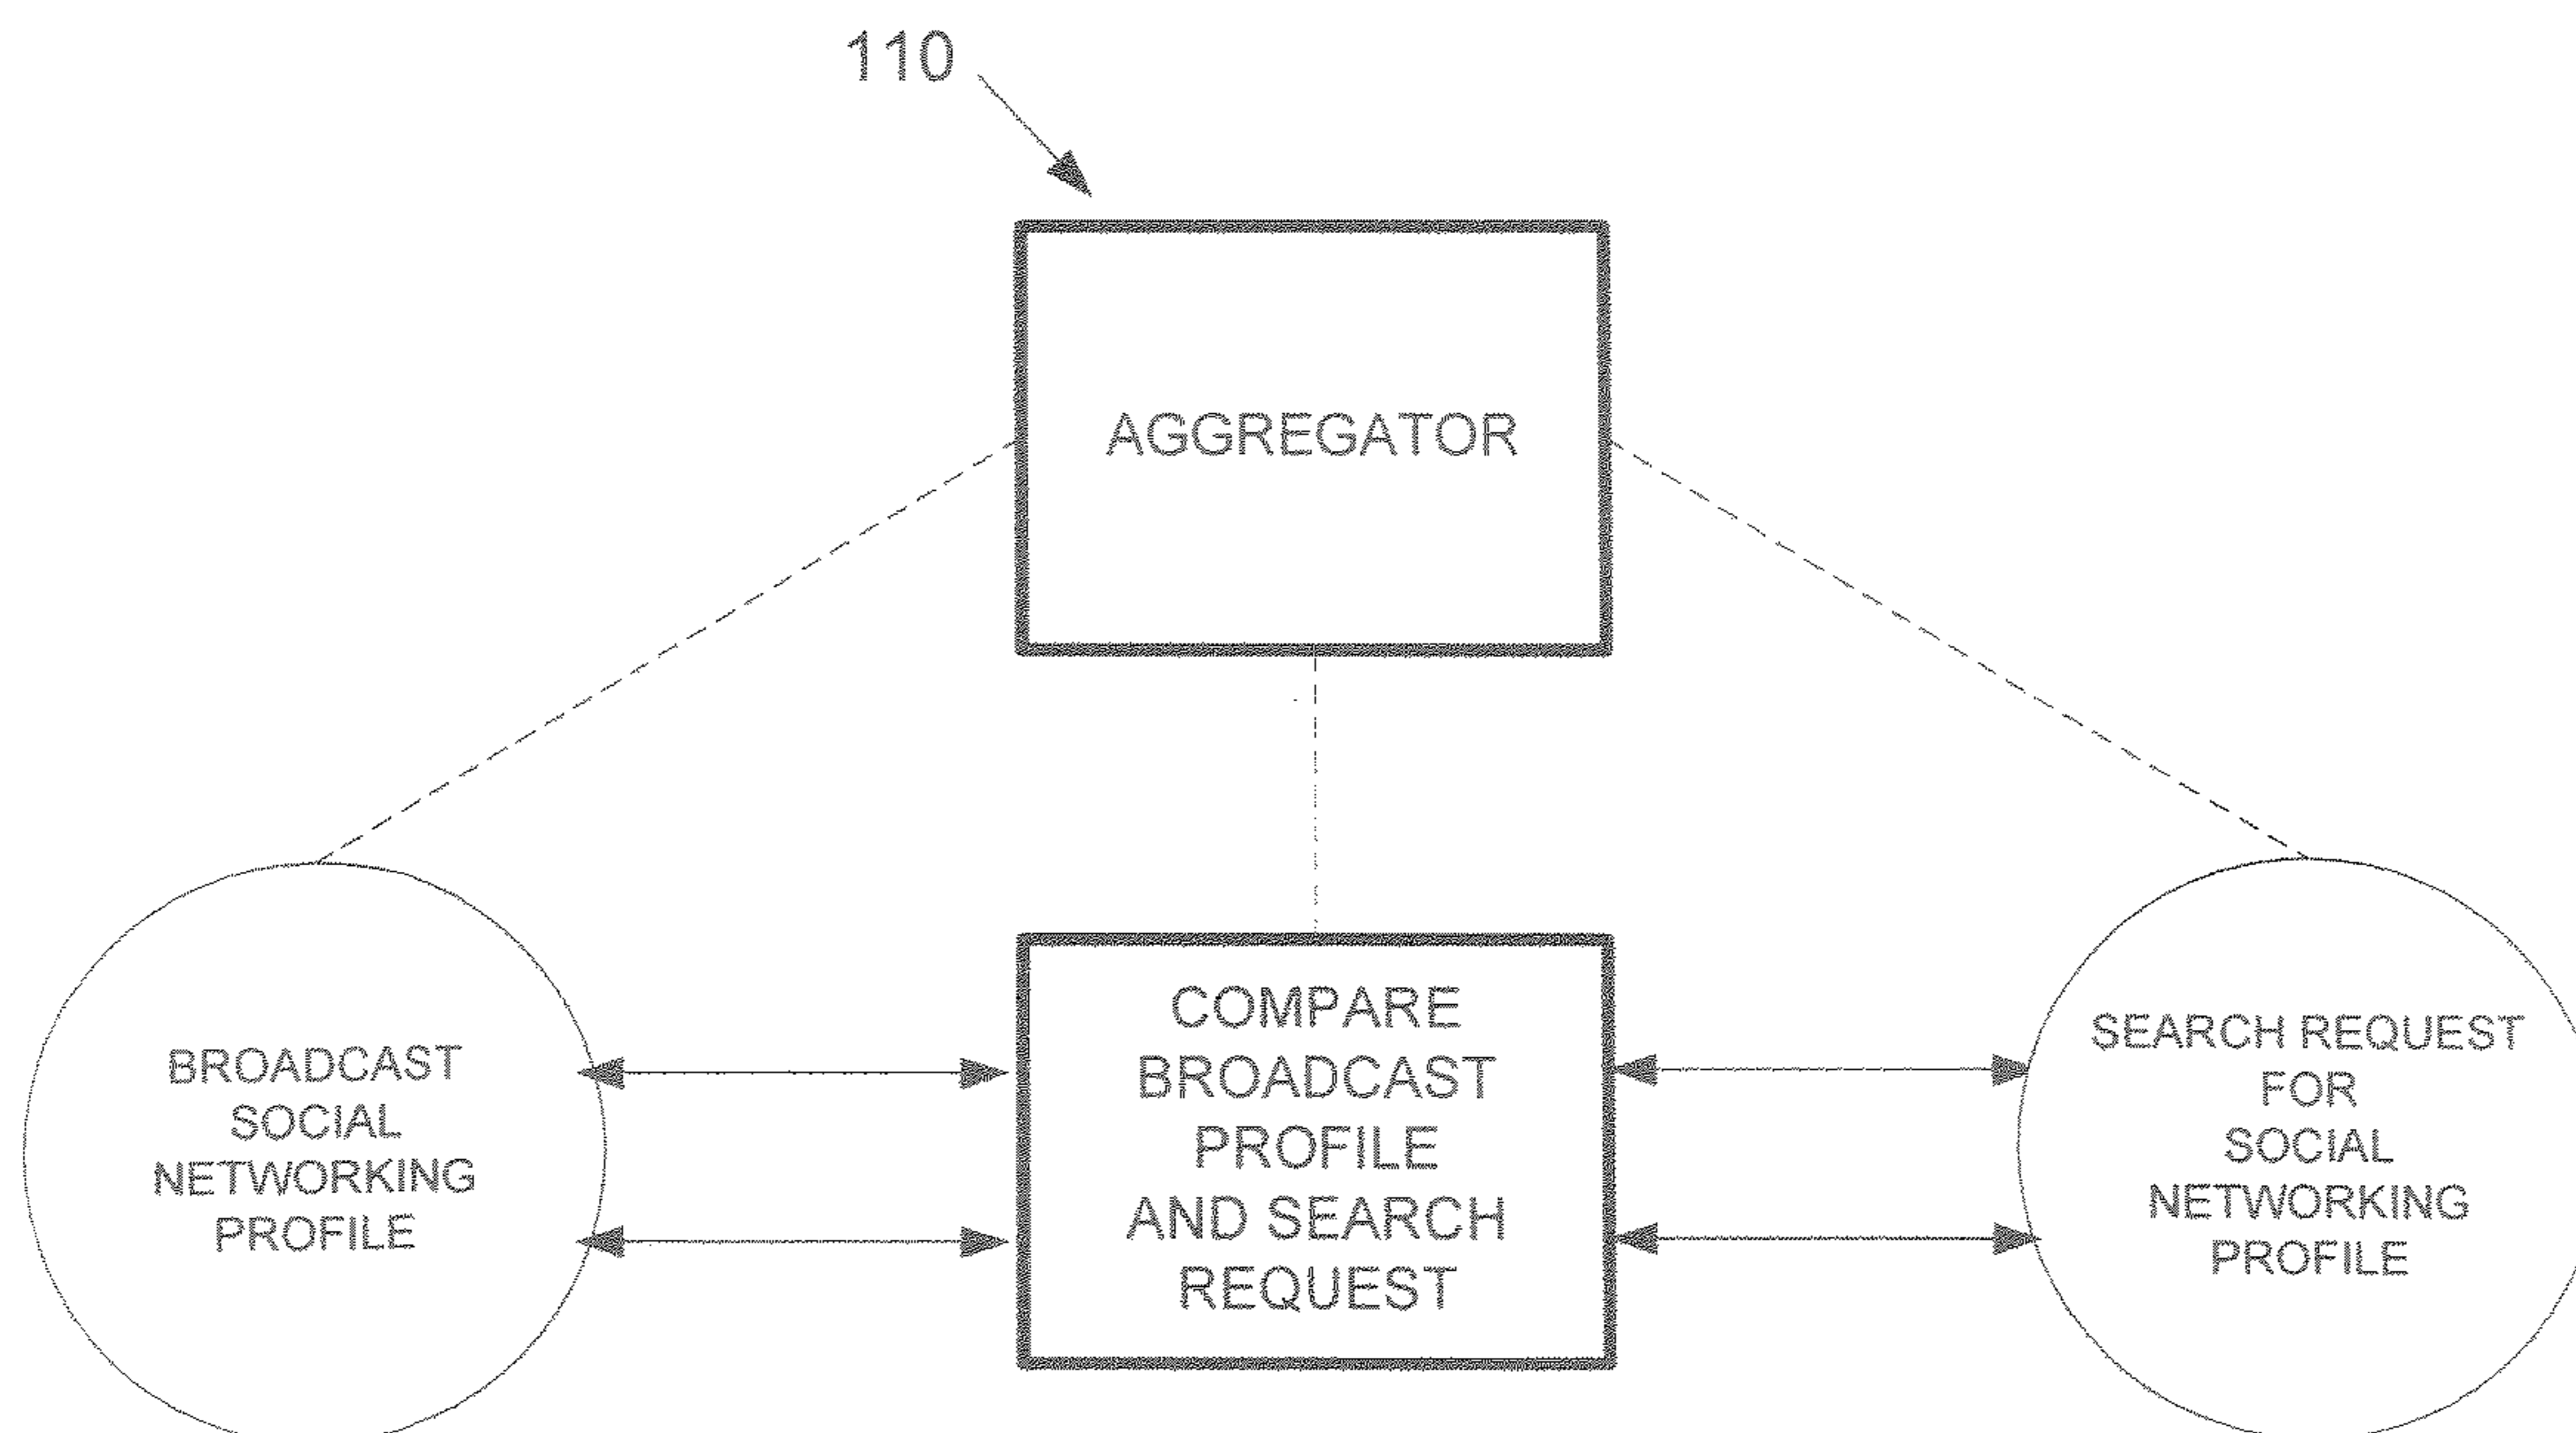 110
AGGREGATOR
BROADCAST
SOCIAL
NETWORKING
PROFILE
COMPARE
BROADCAST
PROFILE
AND SEARCH
REQUEST
SEARCH REQUEST
FOR
SOCIAL
NETWORKING
PROFILE